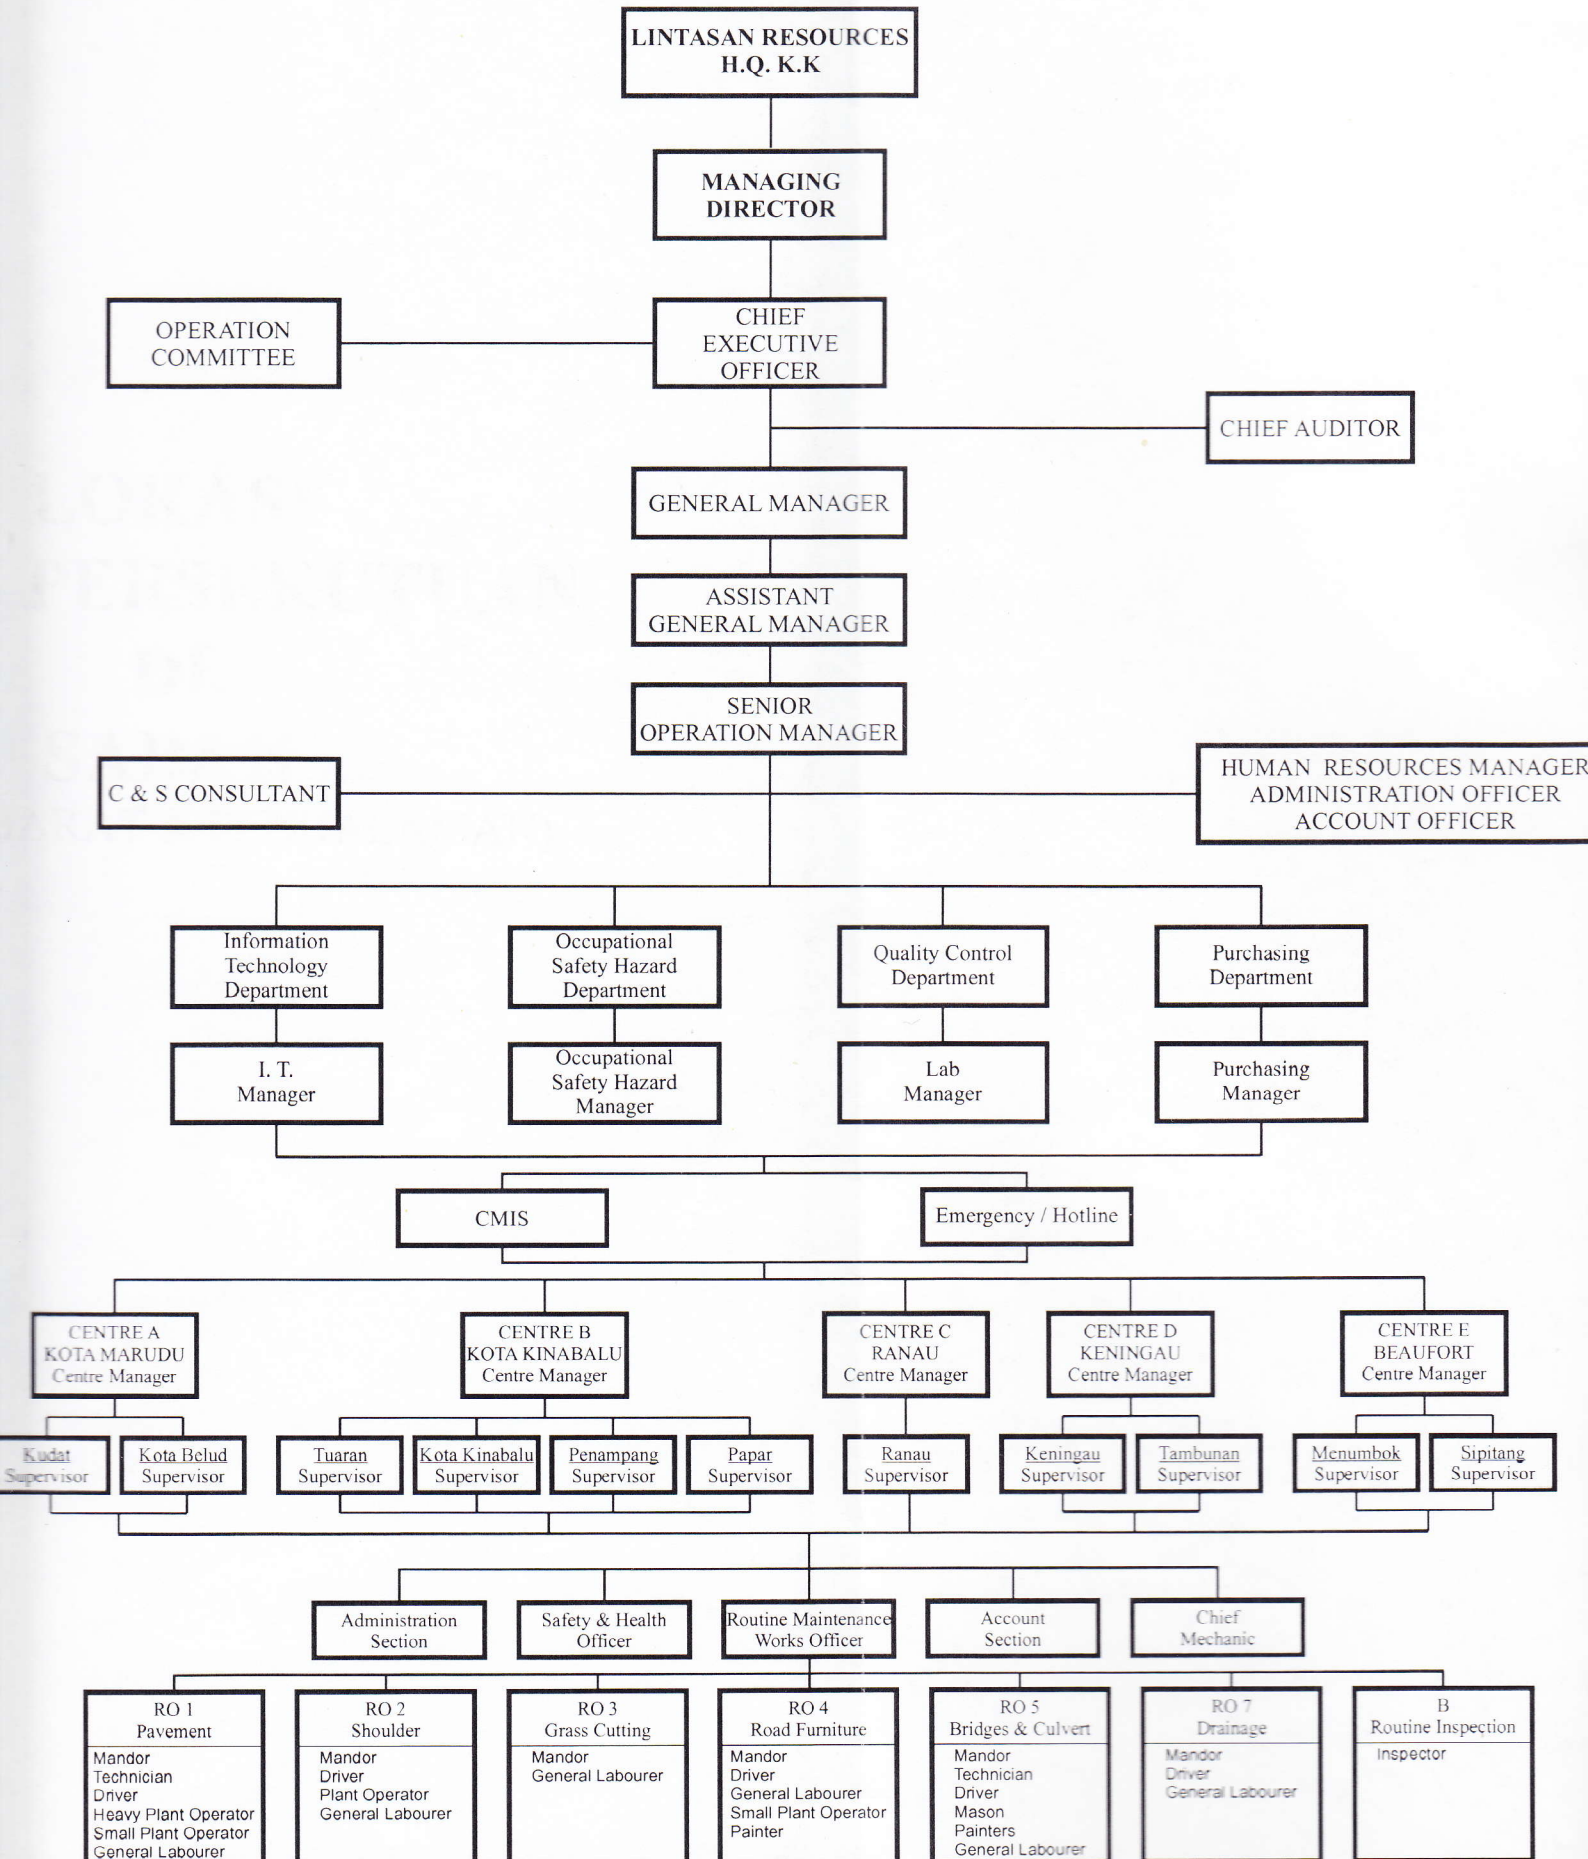 LINTASAN RESOURCES
H.Q. K.K
MANAGING
DIRECTOR
OPERATION
COMMITTEE
CHIEF
EXECUTIVE
OFFICER
CHIEF AUDITOR
GENERAL MANAGER
ASSISTANT
GENERAL MANAGER
SENIOR
OPERATION MANAGER
C & S CONSULTANT
HUMAN RESOURCES MANAGER
ADMINISTRATION OFFICER
ACCOUNT OFFICER
Information
Technology
Department
Occupational
Safety Hazard
Department
Quality Control
Department
Purchasing
Department
I. T.
Manager
Occupational
Safety Hazard
Manager
Lab
Manager
Purchasing
Manager
CMIS
Emergency / Hotline
CENTRE A
KOTA MARUDU
Centre Manager
CENTRE B
KOTA KINABALU
Centre Manager
CENTRE C
RANAU
Centre Manager
CENTRE D
KENINGAU
Centre Manager
CENTRE E
BEAUFORT
Centre Manager
Kudat
Supervisor
Kota Belud
Supervisor
Tuaran
Supervisor
Kota Kinabalu
Supervisor
Penampang
Supervisor
Papar
Supervisor
Ranau
Supervisor
Keningau
Supervisor
Tambunan
Supervisor
Menumbok
Supervisor
Sipitang
Supervisor
Administration
Section
Safety & Health
Officer
Routine Maintenance
Works Officer
Account
Section
Chief
Mechanic
RO 1
Pavement
Mandor
Technician
Driver
Heavy Plant Operator
Small Plant Operator
General Labourer
RO 2
Shoulder
Mandor
Driver
Plant Operator
General Labourer
RO 3
Grass Cutting
Mandor
General Labourer
RO 4
Road Furniture
Mandor
Driver
General Labourer
Small Plant Operator
Painter
RO 5
Bridges & Culvert
Mandor
Technician
Driver
Mason
Painters
General Labourer
RO 7
Drainage
Mandor
Driver
General Labourer
B
Routine Inspection
Inspector